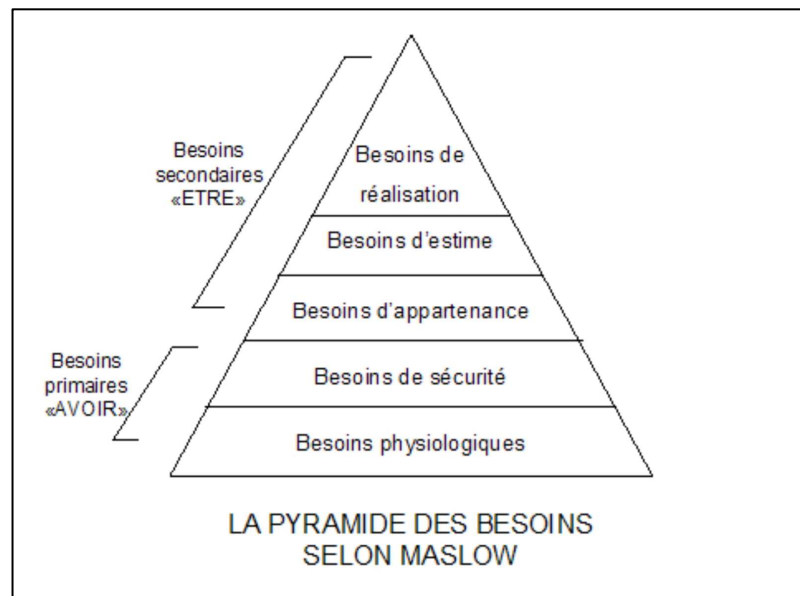 Besoins
secondaires
«ETRE»
Besoins de
réalisation
Besoins d'estime
Besoins d'appartenance
Besoins
primaires
«AVOIR»
Besoins de sécurité
Besoins physiologiques
LA PYRAMIDE DES BESOINS
SELON MASLOW